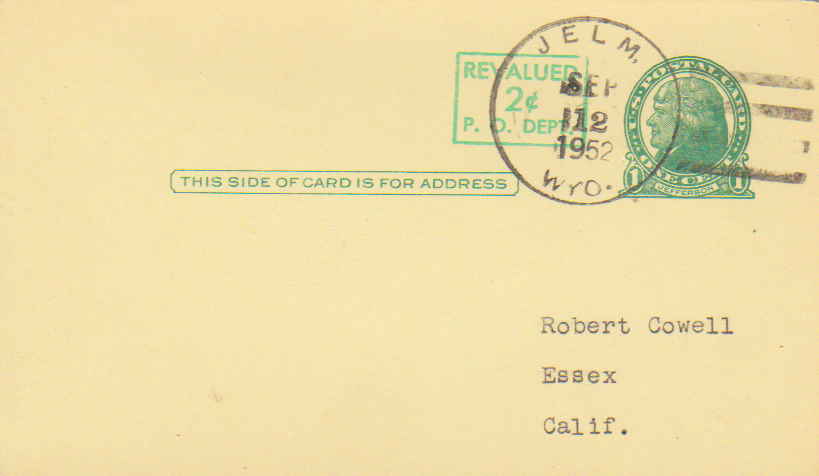 JELM,
SEP
12
1952
WYO.
REVALUED
2¢
P. O. DEPT.
U·S·POSTAL CARD
1 JEFFERSON 1
THIS SIDE OF CARD IS FOR ADDRESS
Robert Cowell
Essex
Calif.